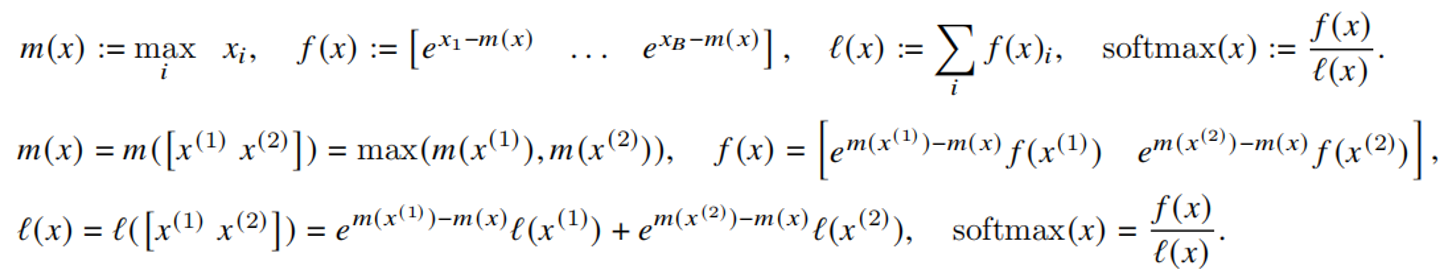 m(x) := max_i x_i, f(x) := [e^{x_1−m(x)} … e^{x_B−m(x)}], ℓ(x) := ∑_i f(x)_i, softmax(x) := f(x)/ℓ(x).
m(x) = m([x^{(1)} x^{(2)}]) = max(m(x^{(1)}), m(x^{(2)})), f(x) = [e^{m(x^{(1)})−m(x)} f(x^{(1)}) e^{m(x^{(2)})−m(x)} f(x^{(2)})],
ℓ(x) = ℓ([x^{(1)} x^{(2)}]) = e^{m(x^{(1)})−m(x)} ℓ(x^{(1)}) + e^{m(x^{(2)})−m(x)} ℓ(x^{(2)}), softmax(x) = f(x)/ℓ(x).